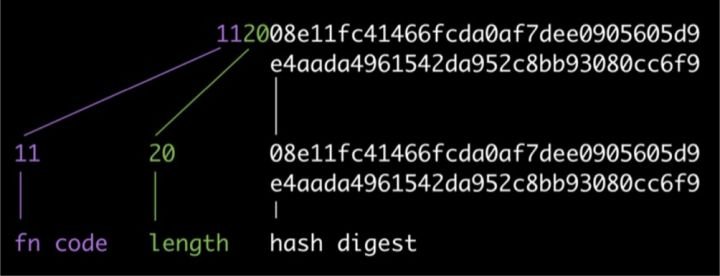 112008e11fc41466fcda0af7dee0905605d9
e4aada4961542da952c8bb93080cc6f9
11 20 08e11fc41466fcda0af7dee0905605d9
e4aada4961542da952c8bb93080cc6f9
fn code length hash digest